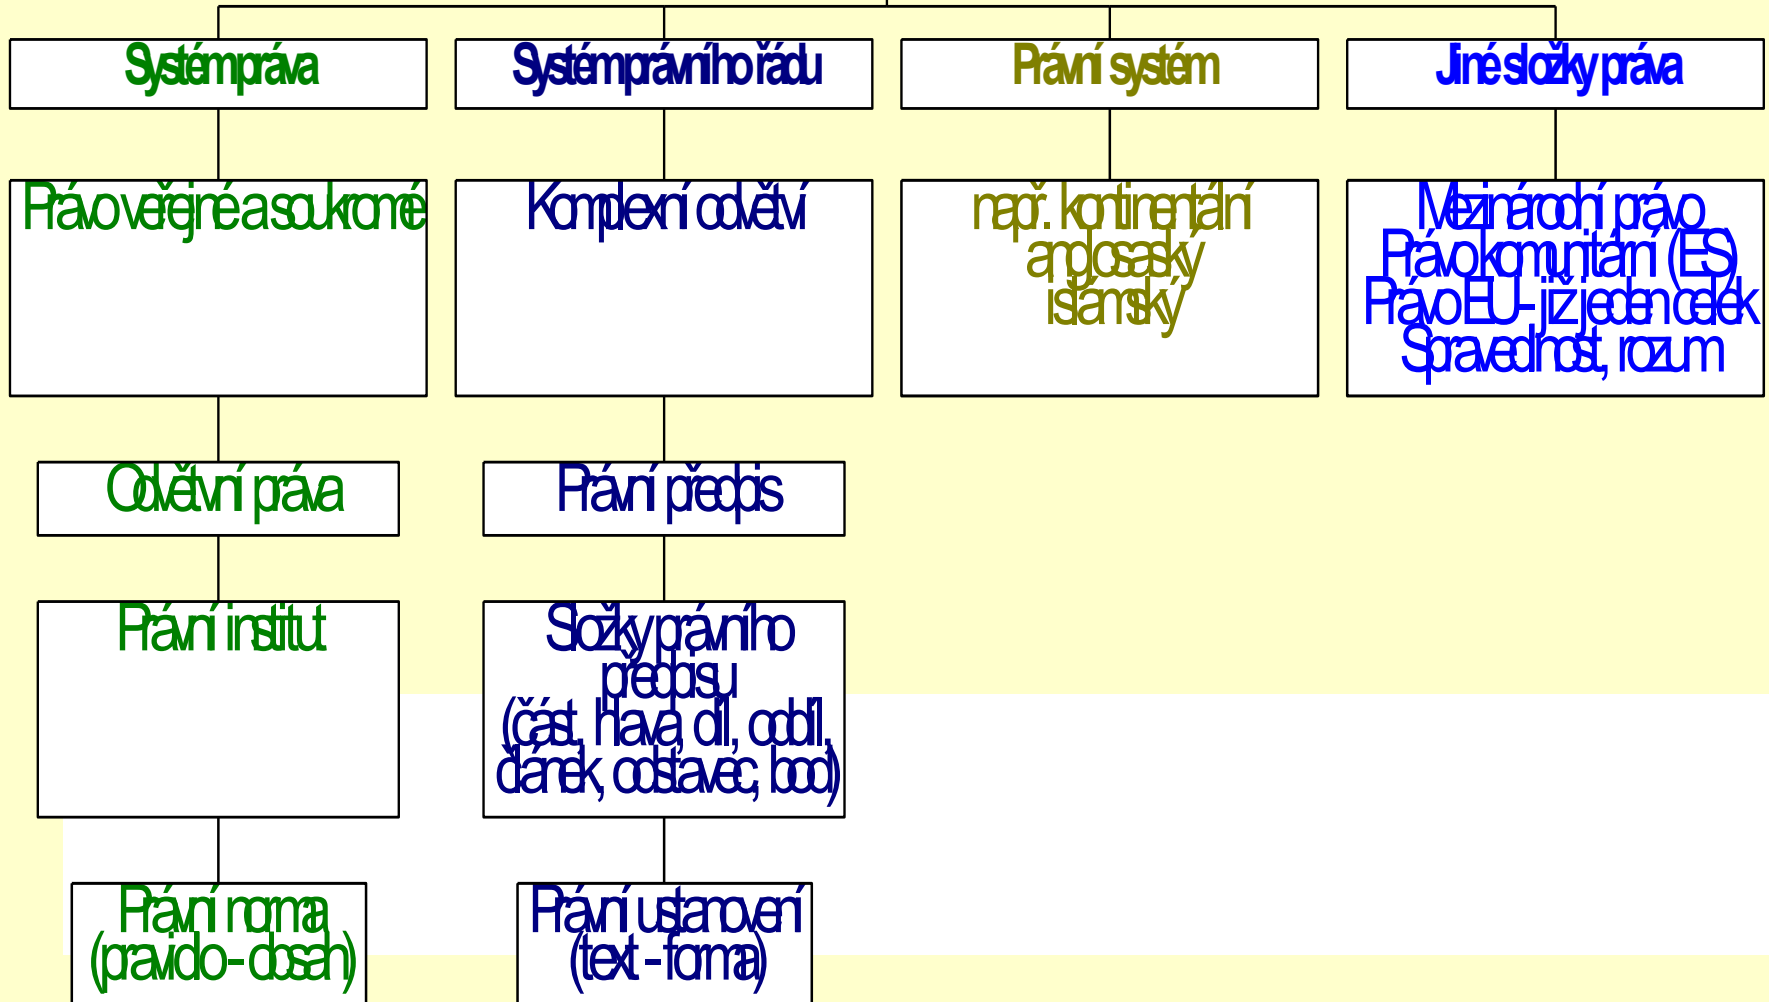 Systém práva
Systém právního řádu
Právní systém
Jiné složky práva
Právo veřejné a soukromé
Komplexní odvětví
např. kontinentální
anglosaský
islámský
Mezinárodní právo
Právo komunitární (ES)
Právo EU - již jeden celek
Spravedlnost, rozum
Odvětvní práva
Právní předpis
Právní institut
Složky právního
předpisu
(část, hlava, díl, oddíl,
článek, odstavec, bod)
Právní norma
(pravidlo - obsah)
Právní ustanovení
(text - forma)